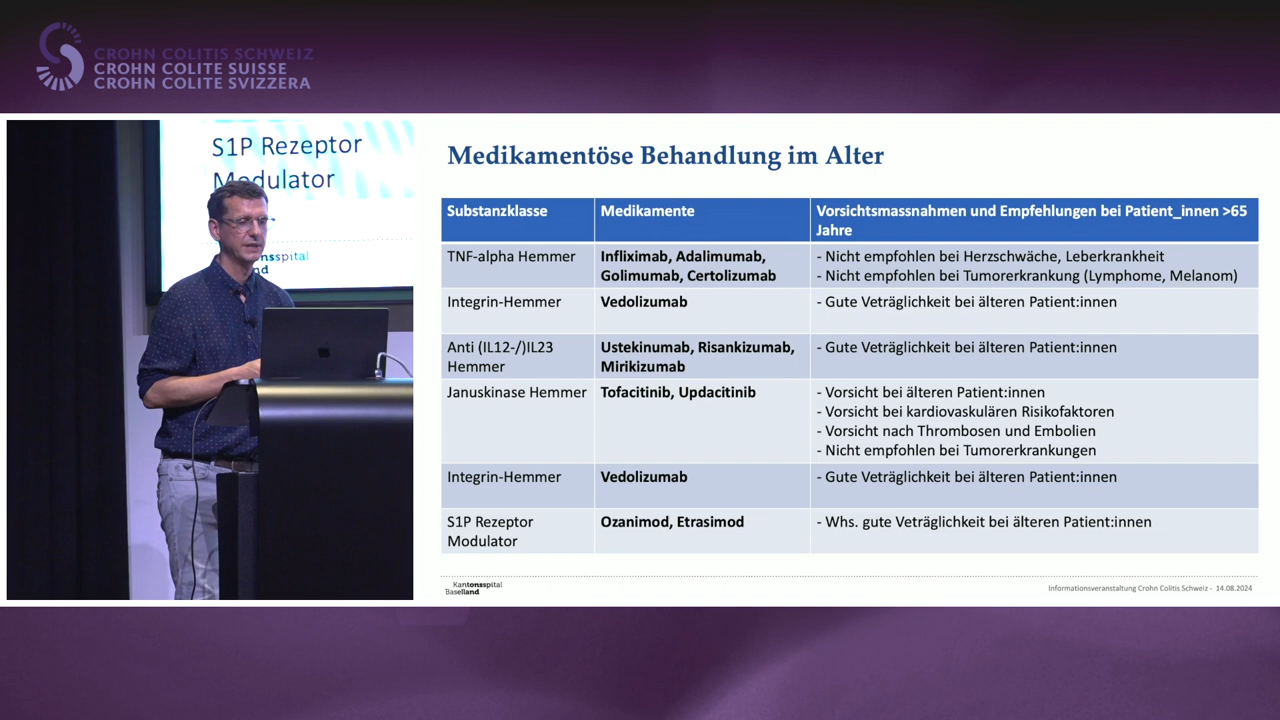 CROHN COLITIS SCHWEIZ
CROHN COLITE SUISSE
CROHN COLITE SVIZZERA
S1P Rezeptor
Modulator
nsspital
nd
Medikamentöse Behandlung im Alter
Substanzklasse
Medikamente
Vorsichtsmassnahmen und Empfehlungen bei Patient_innen >65
Jahre
TNF-alpha Hemmer
Infliximab, Adalimumab,
Golimumab, Certolizumab
- Nicht empfohlen bei Herzschwäche, Leberkrankheit
- Nicht empfohlen bei Tumorerkrankung (Lymphome, Melanom)
Integrin-Hemmer
Vedolizumab
- Gute Veträglichkeit bei älteren Patient:innen
Anti (IL12-/)IL23
Hemmer
Ustekinumab, Risankizumab,
Mirikizumab
- Gute Veträglichkeit bei älteren Patient:innen
Januskinase Hemmer
Tofacitinib, Updacitinib
- Vorsicht bei älteren Patient:innen
- Vorsicht bei kardiovaskulären Risikofaktoren
- Vorsicht nach Thrombosen und Embolien
- Nicht empfohlen bei Tumorerkrankungen
Integrin-Hemmer
Vedolizumab
- Gute Veträglichkeit bei älteren Patient:innen
S1P Rezeptor
Modulator
Ozanimod, Etrasimod
- Whs. gute Veträglichkeit bei älteren Patient:innen
Kantonsspital
Baselland
Informationsveranstaltung Crohn Colitis Schweiz - 14.08.2024